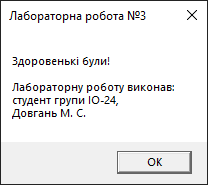 Лабораторна робота №3
Здоровенькі були!
Лабораторну роботу виконав:
студент групи ІО-24,
Довгань М. С.
OK